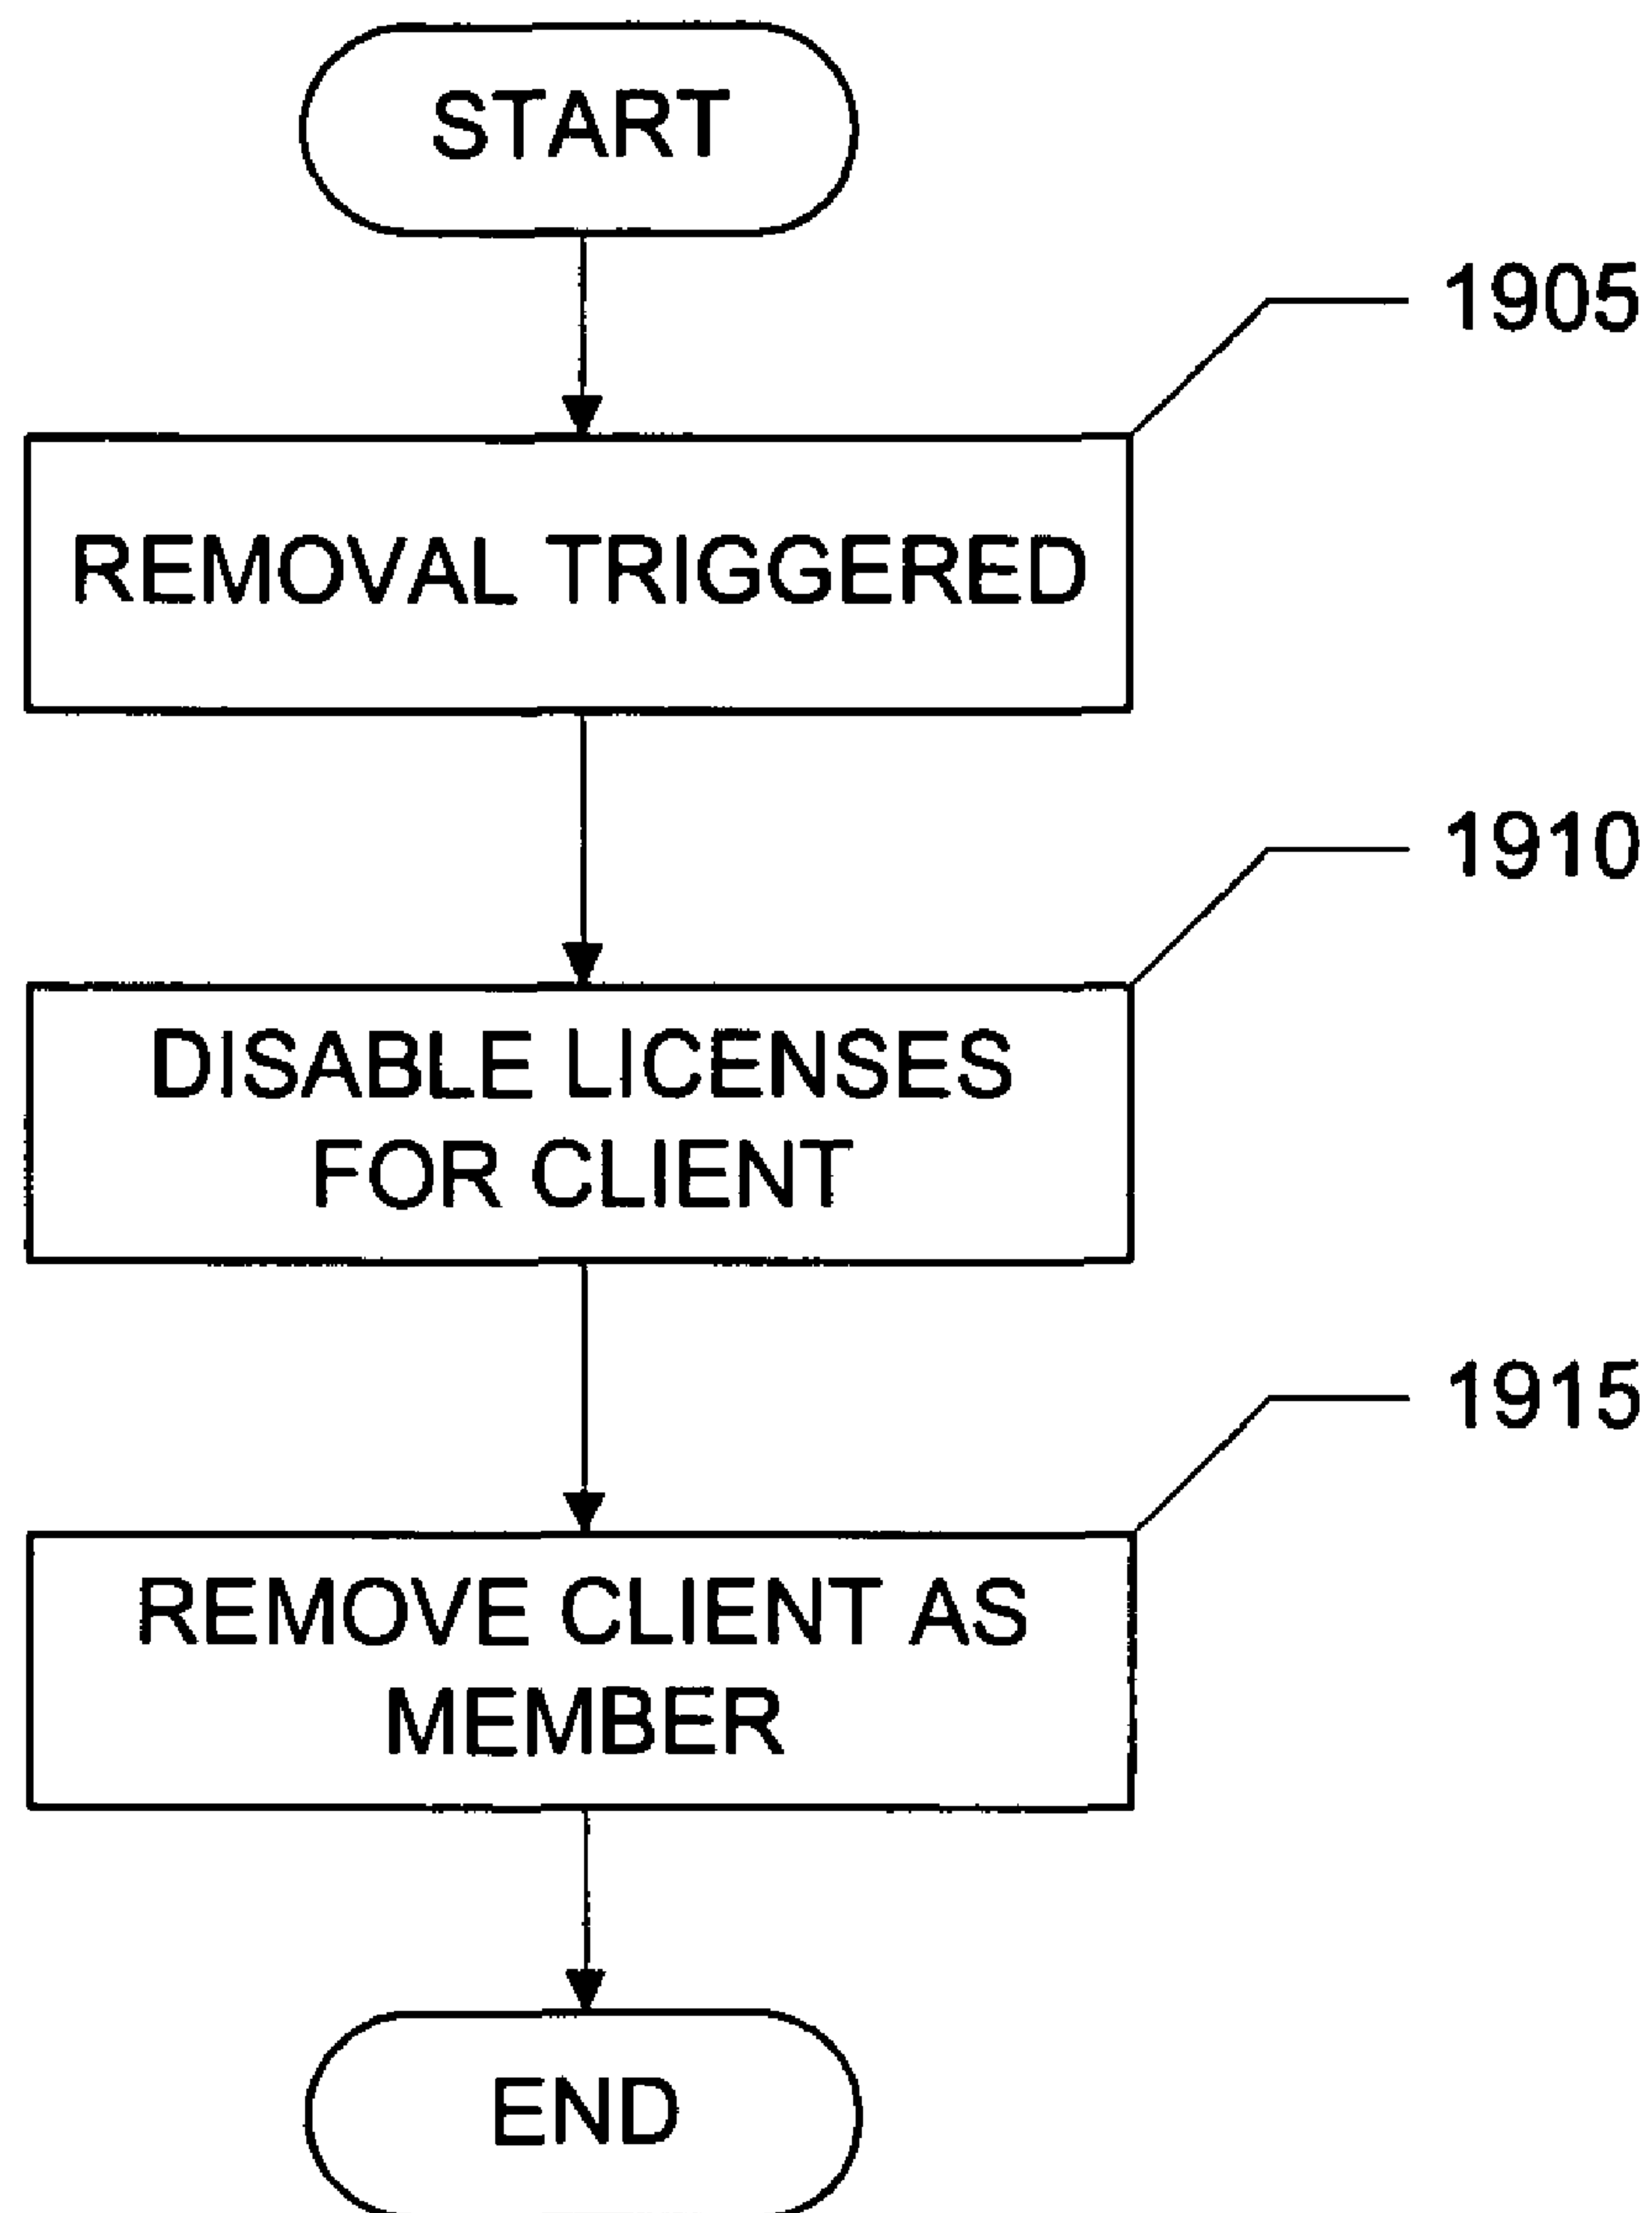 START
1905
REMOVAL TRIGGERED
1910
DISABLE LICENSES
FOR CLIENT
1915
REMOVE CLIENT AS
MEMBER
END